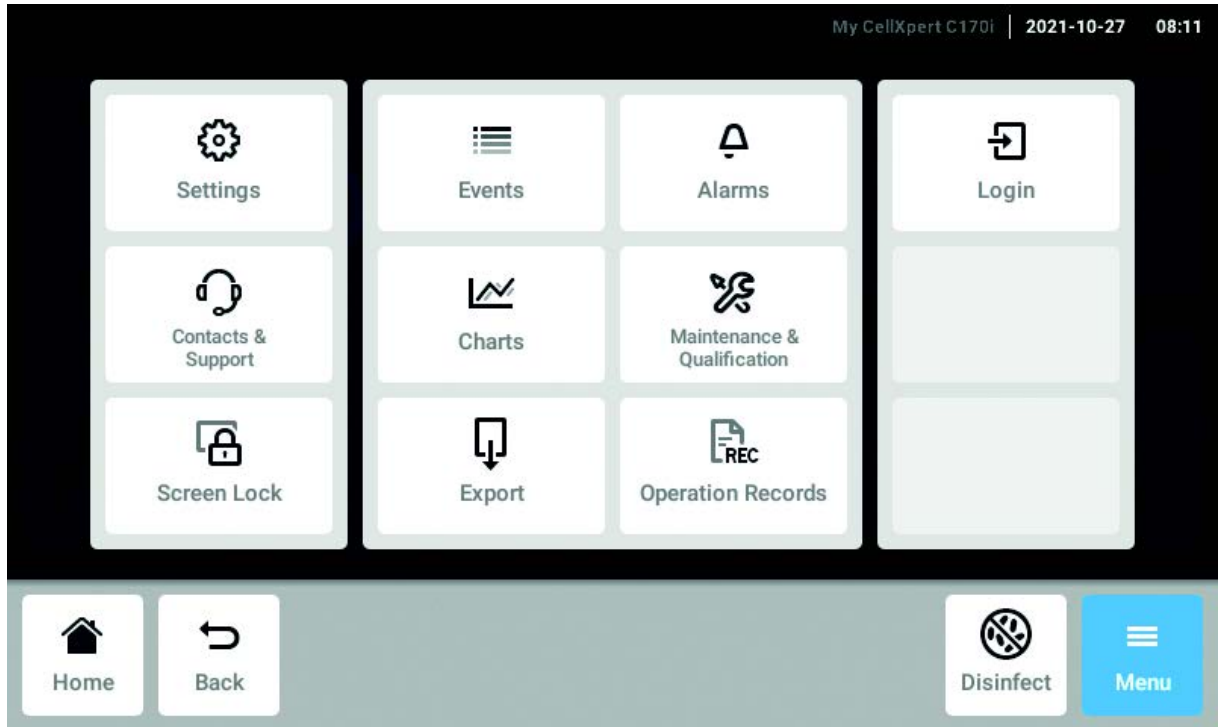 My CellXpert C170i | 2021-10-27 08:11
Settings
Events
Alarms
Login
Contacts &
Support
Charts
Maintenance &
Qualification
Screen Lock
Export
REC
Operation Records
Home
Back
Disinfect
Menu